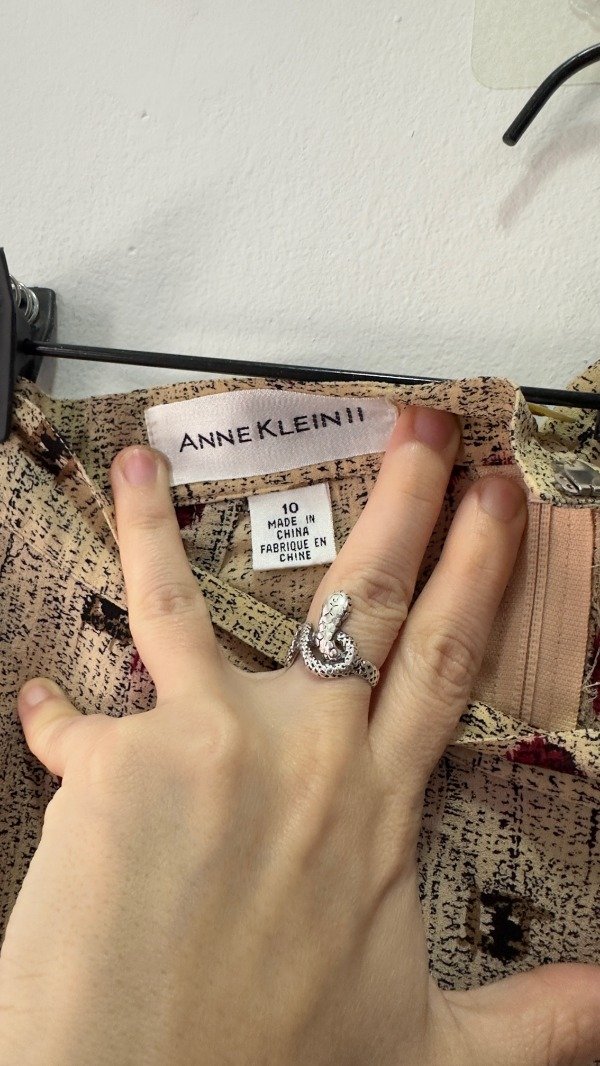 ANNE KLEIN II
10
MADE IN
CHINA
FABRIQUE EN
CHINE